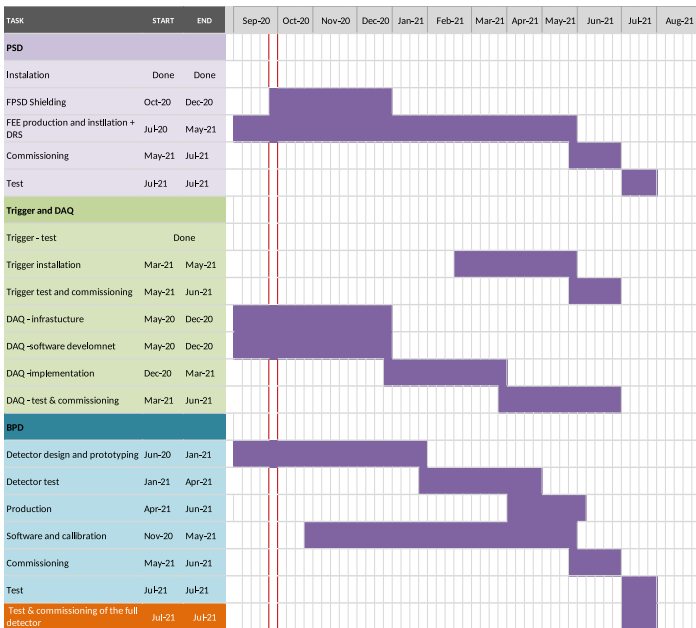 TASK START END Sep-20 Oct-20 Nov-20 Dec-20 Jan-21 Feb-21 Mar-21 Apr-21 May-21 Jun-21 Jul-21 Aug-21
PSD
Instalation Done Done
FPSD Shielding Oct-20 Dec-20
FEE production and instllation +
DRS Jul-20 May-21
Commissioning May-21 Jul-21
Test Jul-21 Jul-21
Trigger and DAQ
Trigger - test Done
Trigger installation Mar-21 May-21
Trigger test and commissioning May-21 Jun-21
DAQ - infrastucture May-20 Dec-20
DAQ -software develomnet May-20 Dec-20
DAQ -implementation Dec-20 Mar-21
DAQ - test & commissioning Mar-21 Jun-21
BPD
Detector design and prototyping Jun-20 Jan-21
Detector test Jan-21 Apr-21
Production Apr-21 Jun-21
Software and callibration Nov-20 May-21
Commissioning May-21 Jun-21
Test Jul-21 Jul-21
Test & commissioning of the full
detector Jul-21 Jul-21